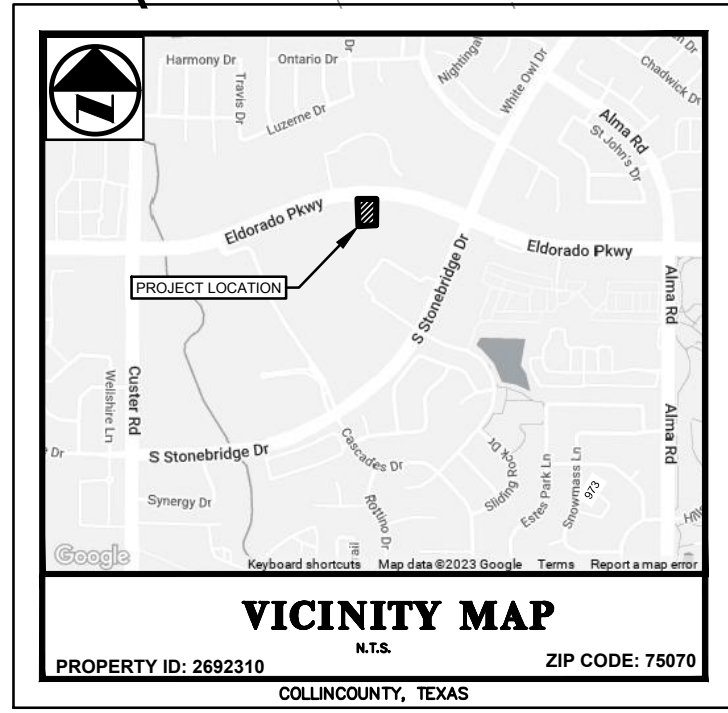 N
Harmony Dr
Ontario Dr
Dr
Travis Dr
Luzerne Dr
White Owl Dr
Chadwick Dr
Alma Rd
St John's Dr
Eldorado Pkwy
Eldorado Pkwy
PROJECT LOCATION
S Stonebridge Dr
Alma Rd
Custer Rd
Wellshire Ln
Alma Rd
Dr
S Stonebridge Dr
Cascades Dr
Sliding Rock Dr
Estes Park Ln
Snowmass Ln
973
Synergy Dr
Rottino Dr
Google
Keyboard shortcuts Map data ©2023 Google Terms Report a map error
VICINITY MAP
N.T.S.
PROPERTY ID: 2692310
ZIP CODE: 75070
COLLINCOUNTY, TEXAS